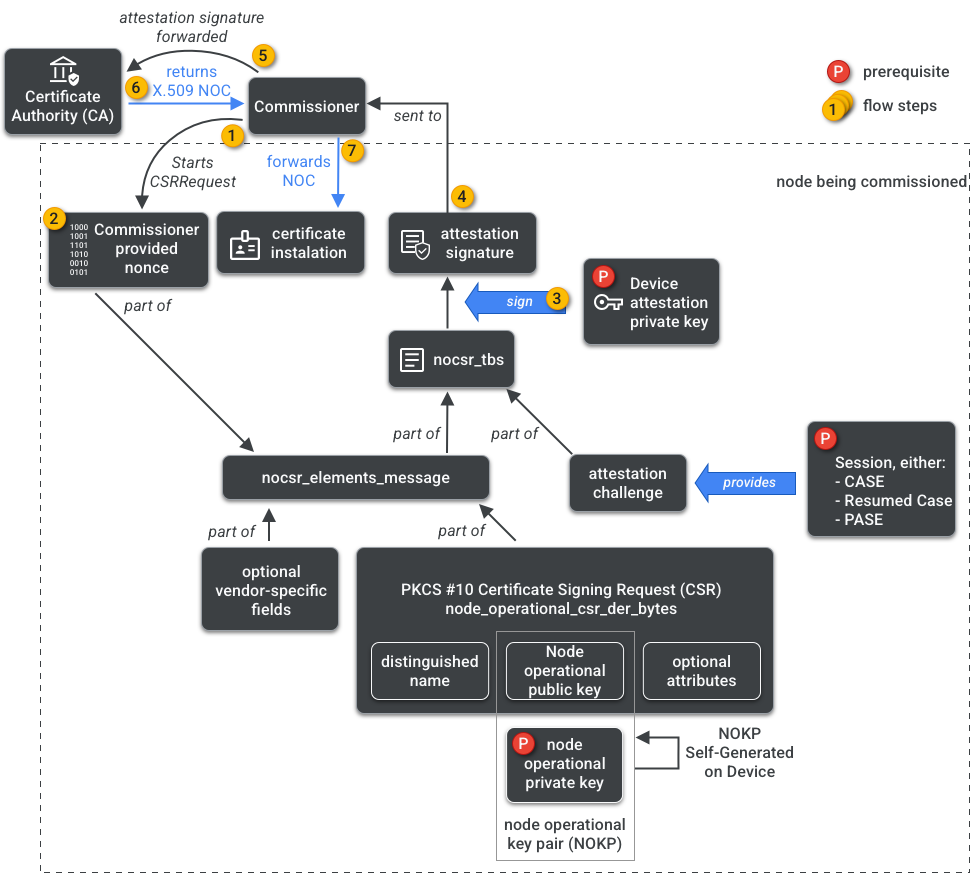 attestation signature
forwarded
5
6
returns
X.509 NOC
Certificate
Authority (CA)
Commissioner
P
prerequisite
1
flow steps
sent to
1
7
Starts
CSRRequest
forwards
NOC
node being commissioned
2
1000
1001
1101
1010
0010
0101
Commissioner
provided
nonce
certificate
instalation
4
attestation
signature
part of
sign
3
P
Device
attestation
private key
nocsr_tbs
part of
part of
nocsr_elements_message
attestation
challenge
provides
P
Session, either:
- CASE
- Resumed Case
- PASE
part of
part of
optional
vendor-specific
fields
PKCS #10 Certificate Signing Request (CSR)
node_operational_csr_der_bytes
distinguished
name
Node
operational
public key
optional
attributes
P
node
operational
private key
NOKP
Self-Generated
on Device
node operational
key pair (NOKP)